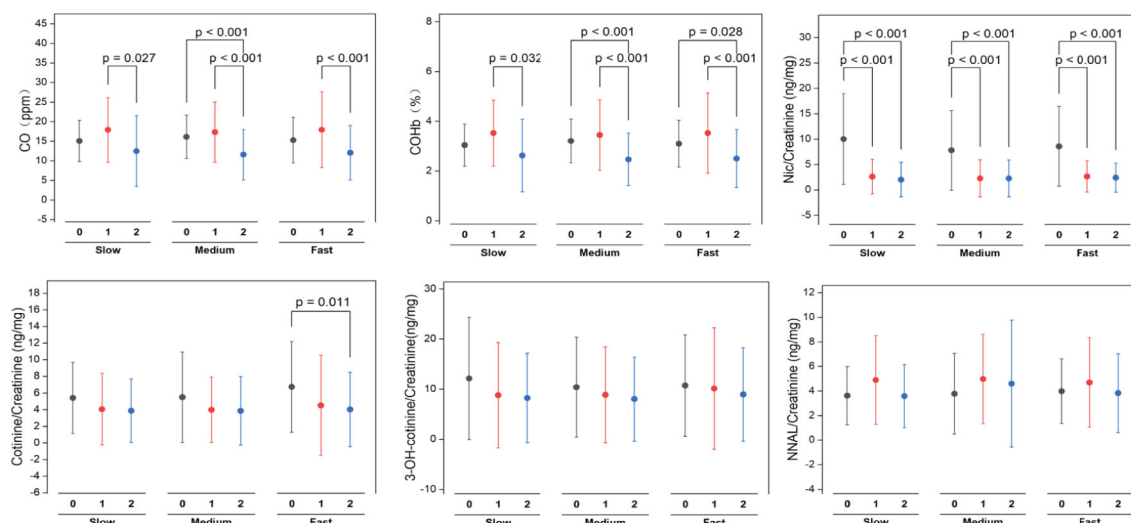 CO (ppm)
45
40
35
30
25
20
15
10
5
0
p < 0.001
p = 0.027
p < 0.001
p < 0.001
0 1 2 0 1 2 0 1 2
Slow Medium Fast
COHb (%)
8
6
4
2
0
p < 0.001
p = 0.028
p = 0.032
p < 0.001
p < 0.001
0 1 2 0 1 2 0 1 2
Slow Medium Fast
Nic/Creatinine (ng/mg)
30
25
20
15
10
5
0
-5
p < 0.001
p < 0.001
p < 0.001
p < 0.001
p < 0.001
p < 0.001
0 1 2 0 1 2 0 1 2
Slow Medium Fast
Cotinine/Creatinine (ng/mg)
18
16
14
12
10
8
6
4
2
0
-2
-4
-6
p = 0.011
0 1 2 0 1 2 0 1 2
Slow Medium Fast
3-OH-cotinine/Creatinine(ng/mg)
30
20
10
0
-10
0 1 2 0 1 2 0 1 2
Slow Medium Fast
NNAL/Creatinine (ng/mg)
12
10
8
6
4
2
0
-2
-4
0 1 2 0 1 2 0 1 2
Slow Medium Fast